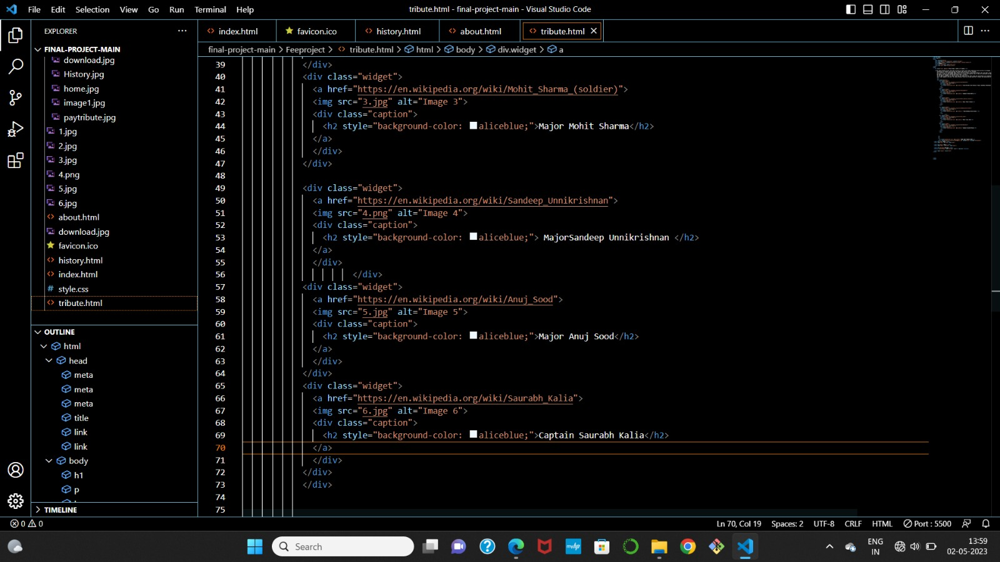 File Edit Selection View Go Run Terminal Help
tribute.html - final-project-main - Visual Studio Code
EXPLORER
FINAL-PROJECT-MAIN
download.jpg
History.jpg
home.jpg
image1.jpg
paytribute.jpg
1.jpg
2.jpg
3.jpg
4.png
5.jpg
6.jpg
about.html
download.jpg
favicon.ico
history.html
index.html
# style.css
tribute.html
OUTLINE
html
head
meta
meta
meta
title
link
link
body
h1
p
TIMELINE
index.html favicon.ico history.html about.html tribute.html
final-project-main > Feeproject > tribute.html > html > body > div.widget > a
39 </div>
40 <div class="widget">
41 <a href="https://en.wikipedia.org/wiki/Mohit_Sharma_(soldier)">
42 <img src="3.jpg" alt="Image 3">
43 <div class="caption">
44 <h2 style="background-color: aliceblue;">Major Mohit Sharma</h2>
45 </a>
46 </div>
47 </div>
48
49 <div class="widget">
50 <a href="https://en.wikipedia.org/wiki/Sandeep_Unnikrishnan">
51 <img src="4.png" alt="Image 4">
52 <div class="caption">
53 <h2 style="background-color: aliceblue;"> MajorSandeep Unnikrishnan </h2>
54 </a>
55 </div>
56 </div>
57 <div class="widget">
58 <a href="https://en.wikipedia.org/wiki/Anuj_Sood">
59 <img src="5.jpg" alt="Image 5">
60 <div class="caption">
61 <h2 style="background-color: aliceblue;">Major Anuj Sood</h2>
62 </a>
63 </div>
64 </div>
65 <div class="widget">
66 <a href="https://en.wikipedia.org/wiki/Saurabh_Kalia">
67 <img src="6.jpg" alt="Image 6">
68 <div class="caption">
69 <h2 style="background-color: aliceblue;">Captain Saurabh Kalia</h2>
70 </a>
71 </div>
72 </div>
73 </div>
74
75
0 0
Ln 70, Col 19 Spaces: 2 UTF-8 CRLF HTML Port : 5500
Search
myhp
ENG
IN
13:59
02-05-2023